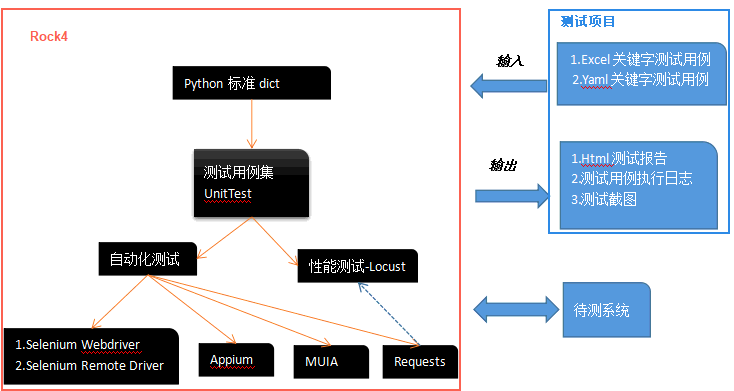 Rock4
Python 标准 dict
测试用例集
UnitTest
自动化测试
性能测试-Locust
1.Selenium Webdriver
2.Selenium Remote Driver
Appium
MUIA
Requests
输入
输出
测试项目
1.Excel 关键字测试用例
2.Yaml 关键字测试用例
1.Html 测试报告
2.测试用例执行日志
3.测试截图
待测系统